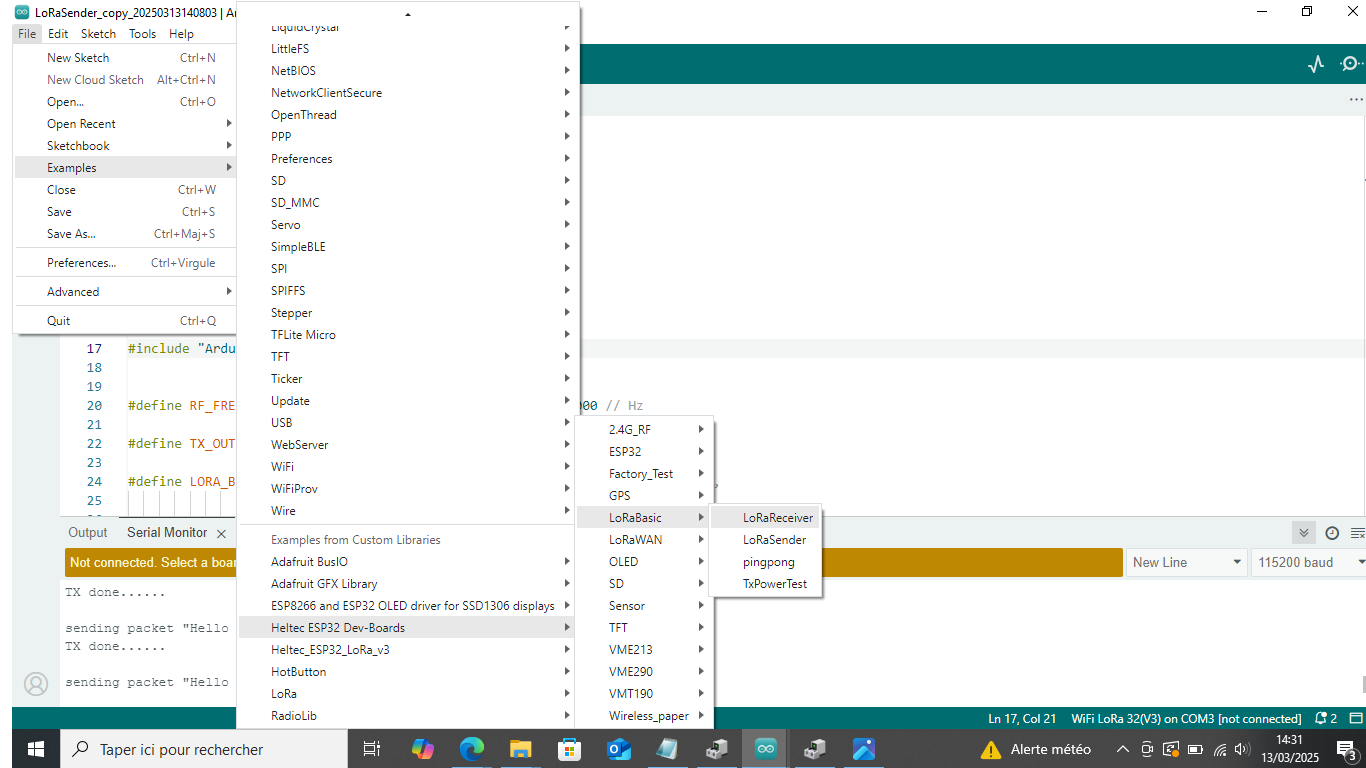 LoRaSender_copy_20250313140803 | Ar
File Edit Sketch Tools Help
New Sketch Ctrl+N
New Cloud Sketch Alt+Ctrl+N
Open... Ctrl+O
Open Recent
Sketchbook
Examples
Close Ctrl+W
Save Ctrl+S
Save As... Ctrl+Maj+S
Preferences... Ctrl+Virgule
Advanced
Quit Ctrl+Q
LiquidCrystal
LittleFS
NetBIOS
NetworkClientSecure
OpenThread
PPP
Preferences
SD
SD_MMC
Servo
SimpleBLE
SPI
SPIFFS
Stepper
TFLite Micro
TFT
Ticker
Update
USB
WebServer
WiFi
WiFiProv
Wire
Examples from Custom Libraries
Adafruit BusIO
Adafruit GFX Library
ESP8266 and ESP32 OLED driver for SSD1306 displays
Heltec ESP32 Dev-Boards
Heltec_ESP32_LoRa_v3
HotButton
LoRa
RadioLib
2.4G_RF
ESP32
Factory_Test
GPS
LoRaBasic
LoRaWAN
OLED
SD
Sensor
TFT
VME213
VME290
VMT190
Wireless_paper
LoRaReceiver
LoRaSender
pingpong
TxPowerTest
17 #include "Ardu
18
19
20 #define RF_FRE 00 // Hz
21
22 #define TX_OUT
23
24 #define LORA_B
25
Output Serial Monitor
Not connected. Select a boar
New Line 115200 baud
TX done......
sending packet "Hello
TX done......
sending packet "Hello
Ln 17, Col 21 WiFi LoRa 32(V3) on COM3 [not connected] 2
Taper ici pour rechercher
Alerte météo
14:31
13/03/2025
3